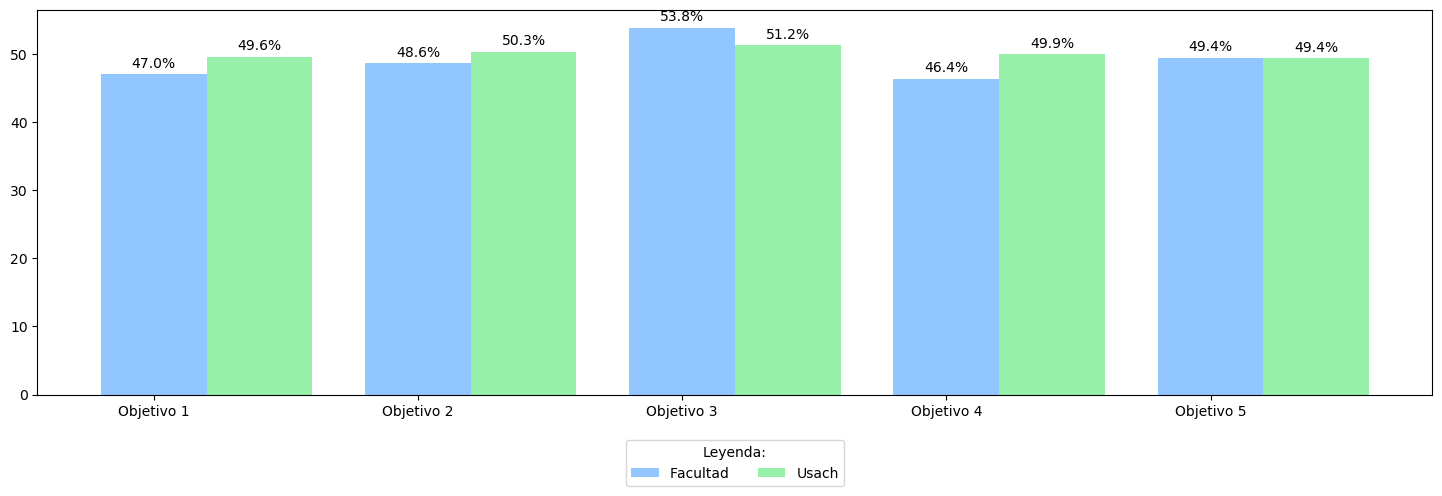 53.8%
51.2%
50.3%
49.9%
49.6%
49.4%
49.4%
48.6%
47.0%
46.4%
50
40
30
20
10
0
Objetivo 1
Objetivo 2
Objetivo 3
Objetivo 4
Objetivo 5
Leyenda:
Facultad
Usach